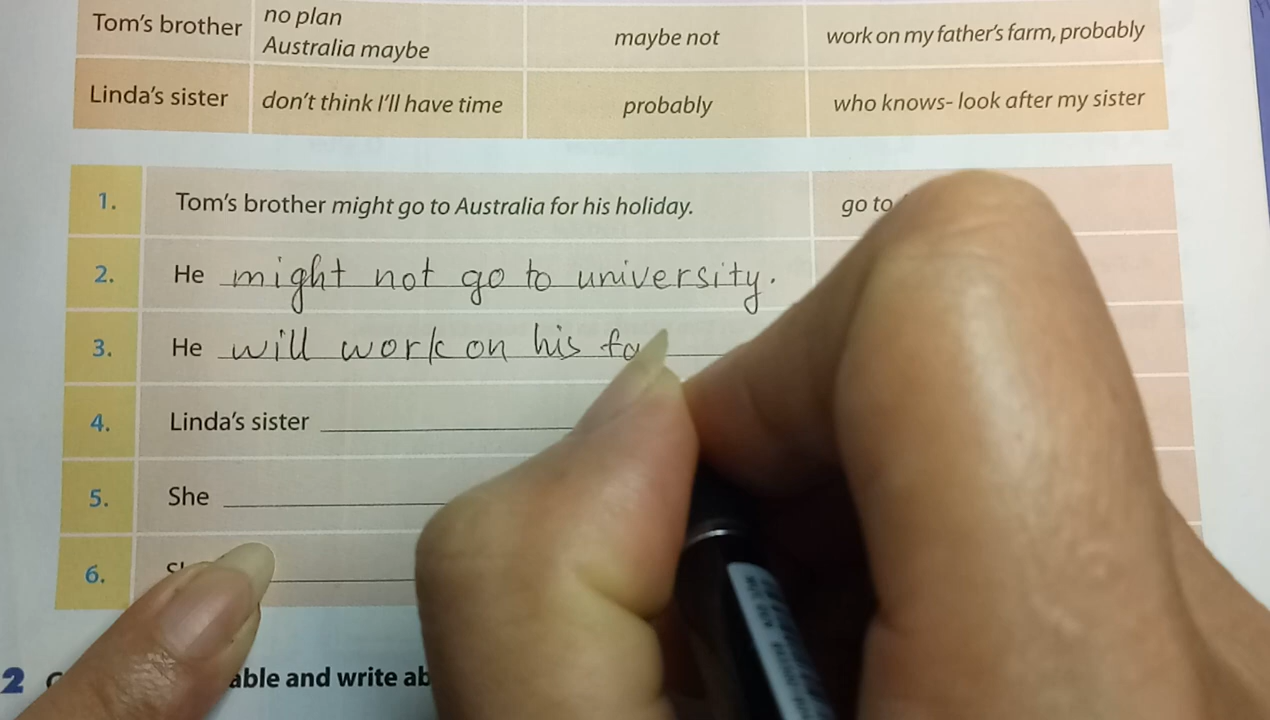 Tom's brother
no plan
Australia maybe
maybe not
work on my father's farm, probably
Linda's sister
don't think I'll have time
probably
who knows- look after my sister
1. Tom's brother might go to Australia for his holiday.
go to
2. He might not go to university.
3. He will work on his fa
4. Linda's sister
5. She
6.
2
able and write ab